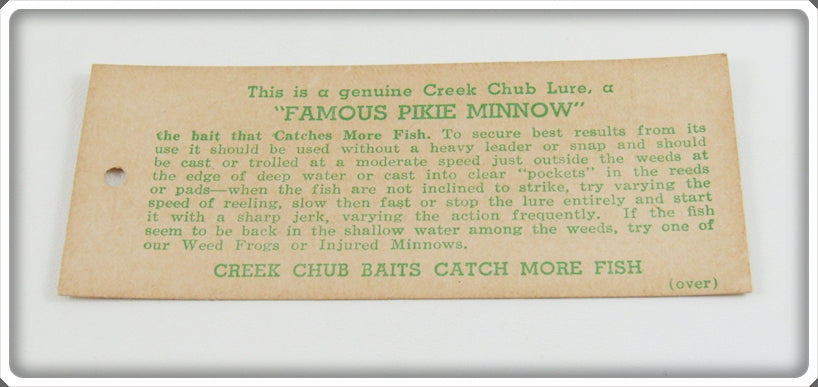 This is a genuine Creek Chub Lure, a
"FAMOUS PIKIE MINNOW"
the bait that Catches More Fish. To secure best results from its
use it should be used without a heavy leader or snap and should
be cast or trolled at a moderate speed just outside the weeds at
the edge of deep water or cast into clear "pockets" in the reeds
or pads—when the fish are not inclined to strike, try varying the
speed of reeling, slow then fast or stop the lure entirely and start
it with a sharp jerk, varying the action frequently. If the fish
seem to be back in the shallow water among the weeds, try one of
our Weed Frogs or Injured Minnows.
CREEK CHUB BAITS CATCH MORE FISH
(over)